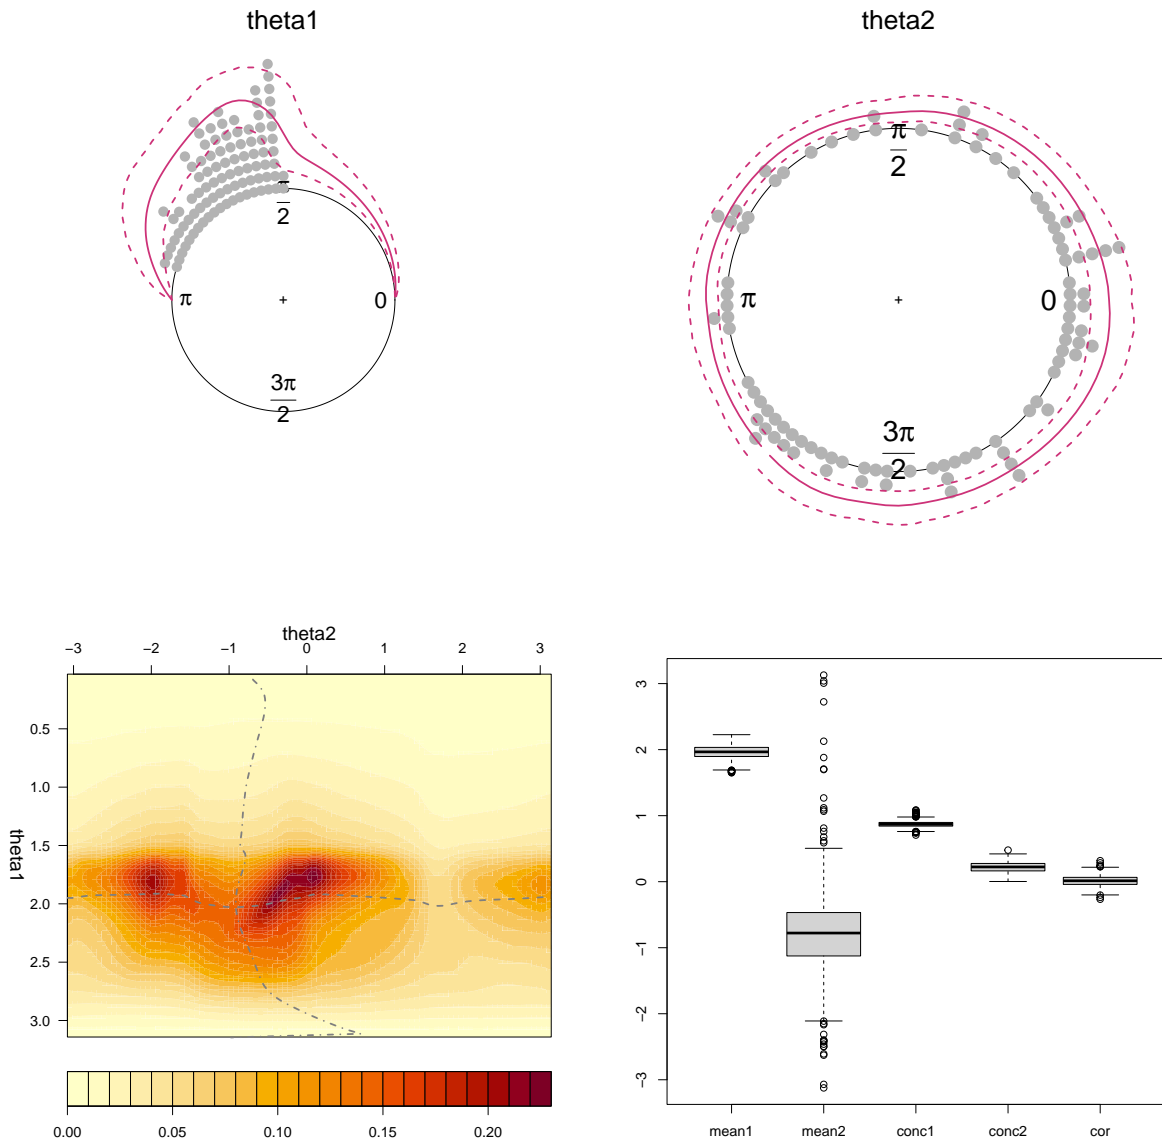 theta1
theta2
π
2
π
0
3π
2
π
2
π
0
3π
2
theta2
−3 −2 −1 0 1 2 3
theta1
0.5
1.0
1.5
2.0
2.5
3.0
0.00 0.05 0.10 0.15 0.20
3
2
1
0
−1
−2
−3
mean1 mean2 conc1 conc2 cor